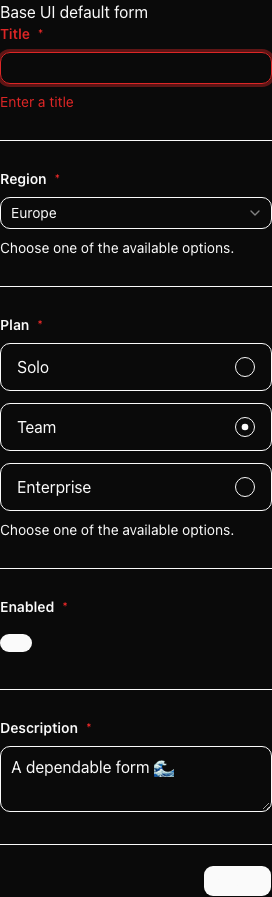 Base UI default form
Title *
Enter a title
Region *
Europe
Choose one of the available options.
Plan *
Solo
Team
Enterprise
Choose one of the available options.
Enabled *
Description *
A dependable form 🌊